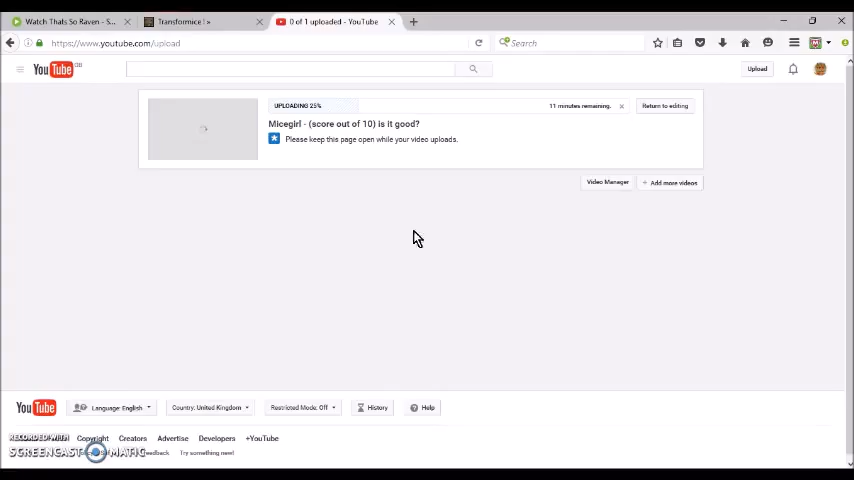 Watch Thats So Raven - S...
Transformice ! »
0 of 1 uploaded - YouTube
https://www.youtube.com/upload
Search
YouTube GB
Upload
UPLOADING 25%
11 minutes remaining.
Return to editing
Micegirl - (score out of 10) is it good?
Please keep this page open while your video uploads.
Video Manager
+ Add more videos
YouTube
Language: English
Country: United Kingdom
Restricted Mode: Off
History
Help
RECORDED WITH
Copyright
Creators
Advertise
Developers
+YouTube
SCREENCAST MATIC
Try something new!